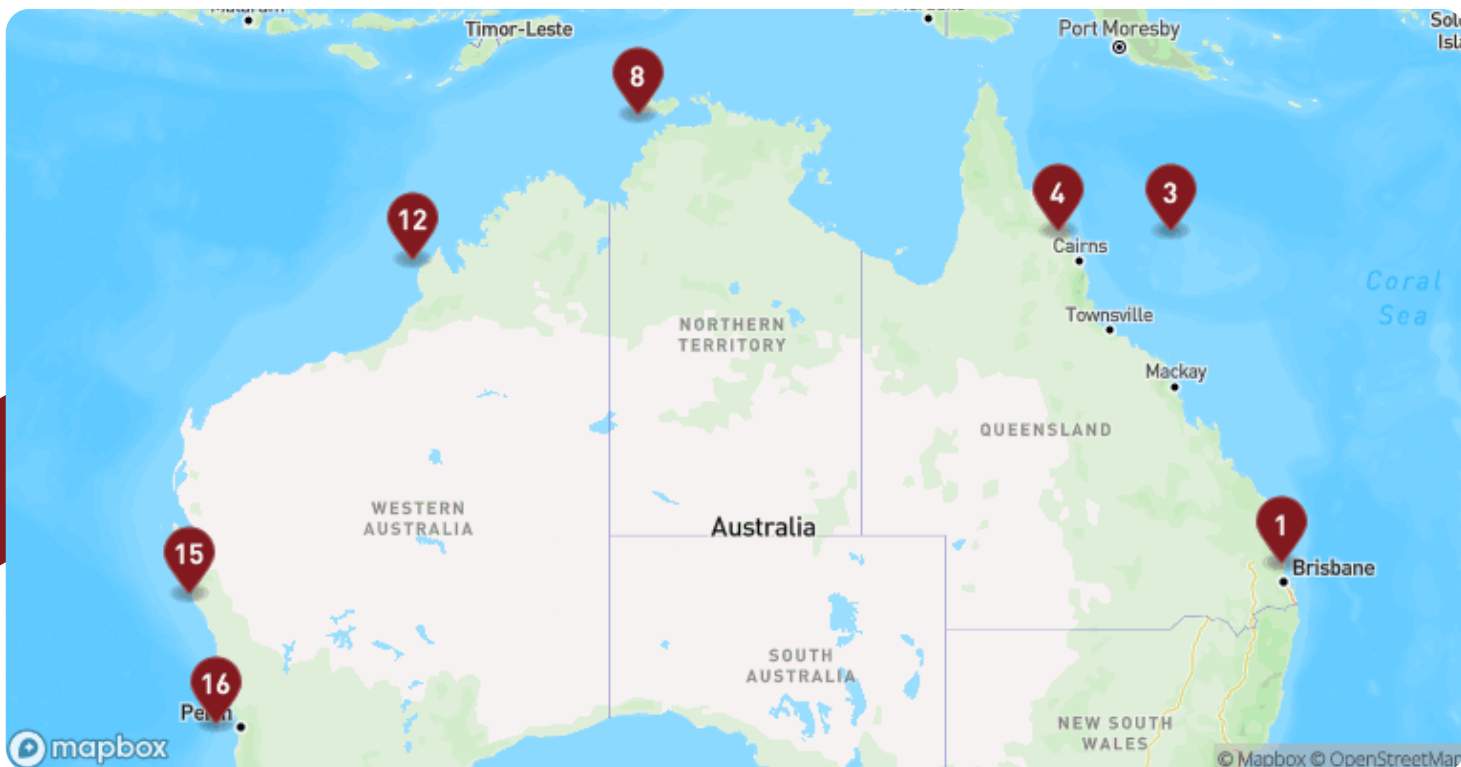 Timor-Leste
Port Moresby
8
4
3
12
Cairns
Coral
Sea
Townsville
NORTHERN
TERRITORY
Mackay
QUEENSLAND
WESTERN
AUSTRALIA
Australia
1
Brisbane
15
SOUTH
AUSTRALIA
16
NEW SOUTH
WALES
mapbox
© Mapbox © OpenStreetMap